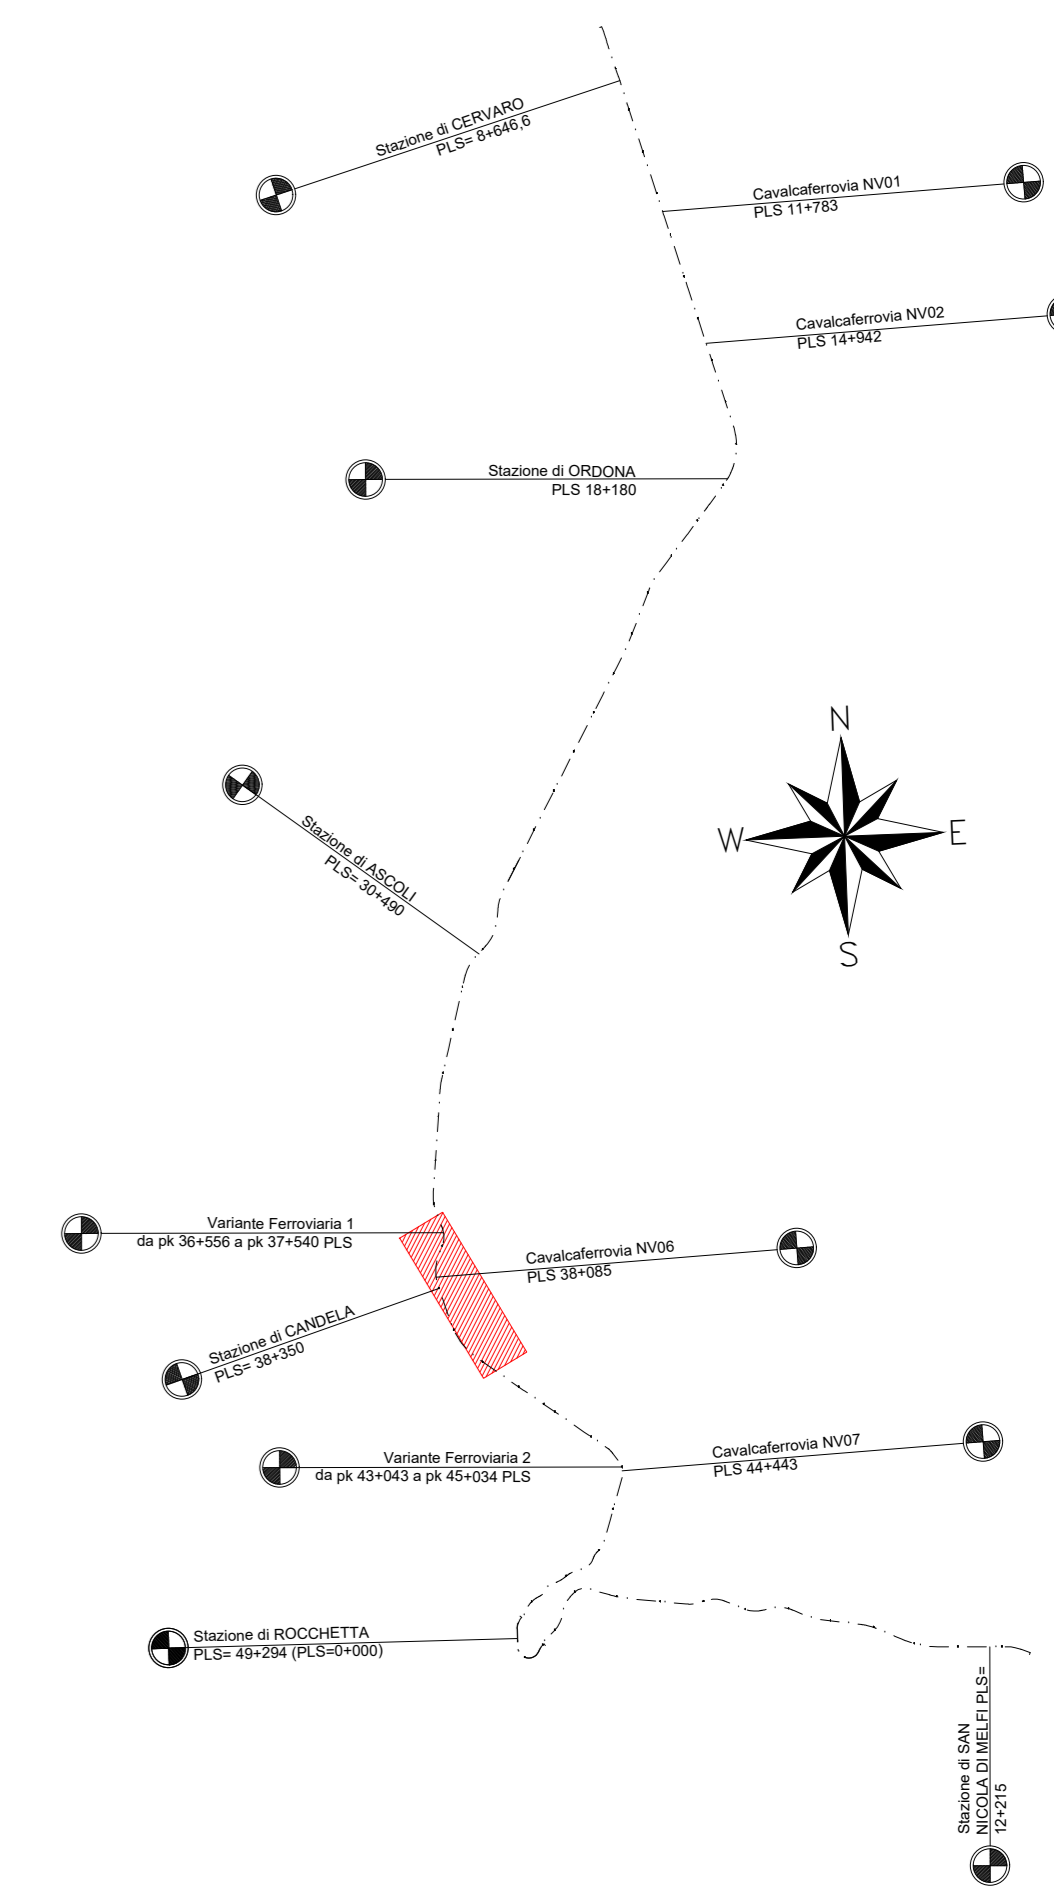 Stazione di CERVARO
PLS= 8+646,6
Cavalcaferrovia NV01
PLS 11+783
Cavalcaferrovia NV02
PLS 14+942
Stazione di ORDONA
PLS 18+180
N
W
E
S
Stazione di ASCOLI
PLS= 30+490
Variante Ferroviaria 1
da pk 36+556 a pk 37+540 PLS
Cavalcaferrovia NV06
PLS 38+085
Stazione di CANDELA
PLS= 38+350
Variante Ferroviaria 2
da pk 43+043 a pk 45+034 PLS
Cavalcaferrovia NV07
PLS 44+443
Stazione di ROCCHETTA
PLS= 49+294 (PLS=0+000)
Stazione di SAN
NICOLA DI MELFI PLS=
12+215